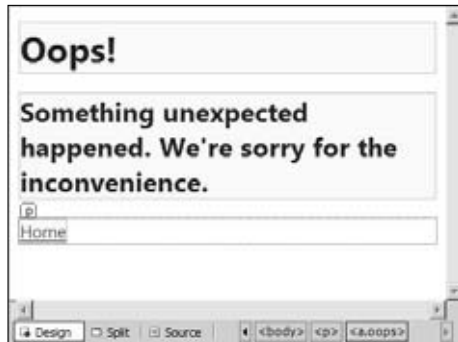 Oops!
Something unexpected
happened. We're sorry for the
inconvenience.
p
Home
Design Split Source <body> <p> <a.oops>